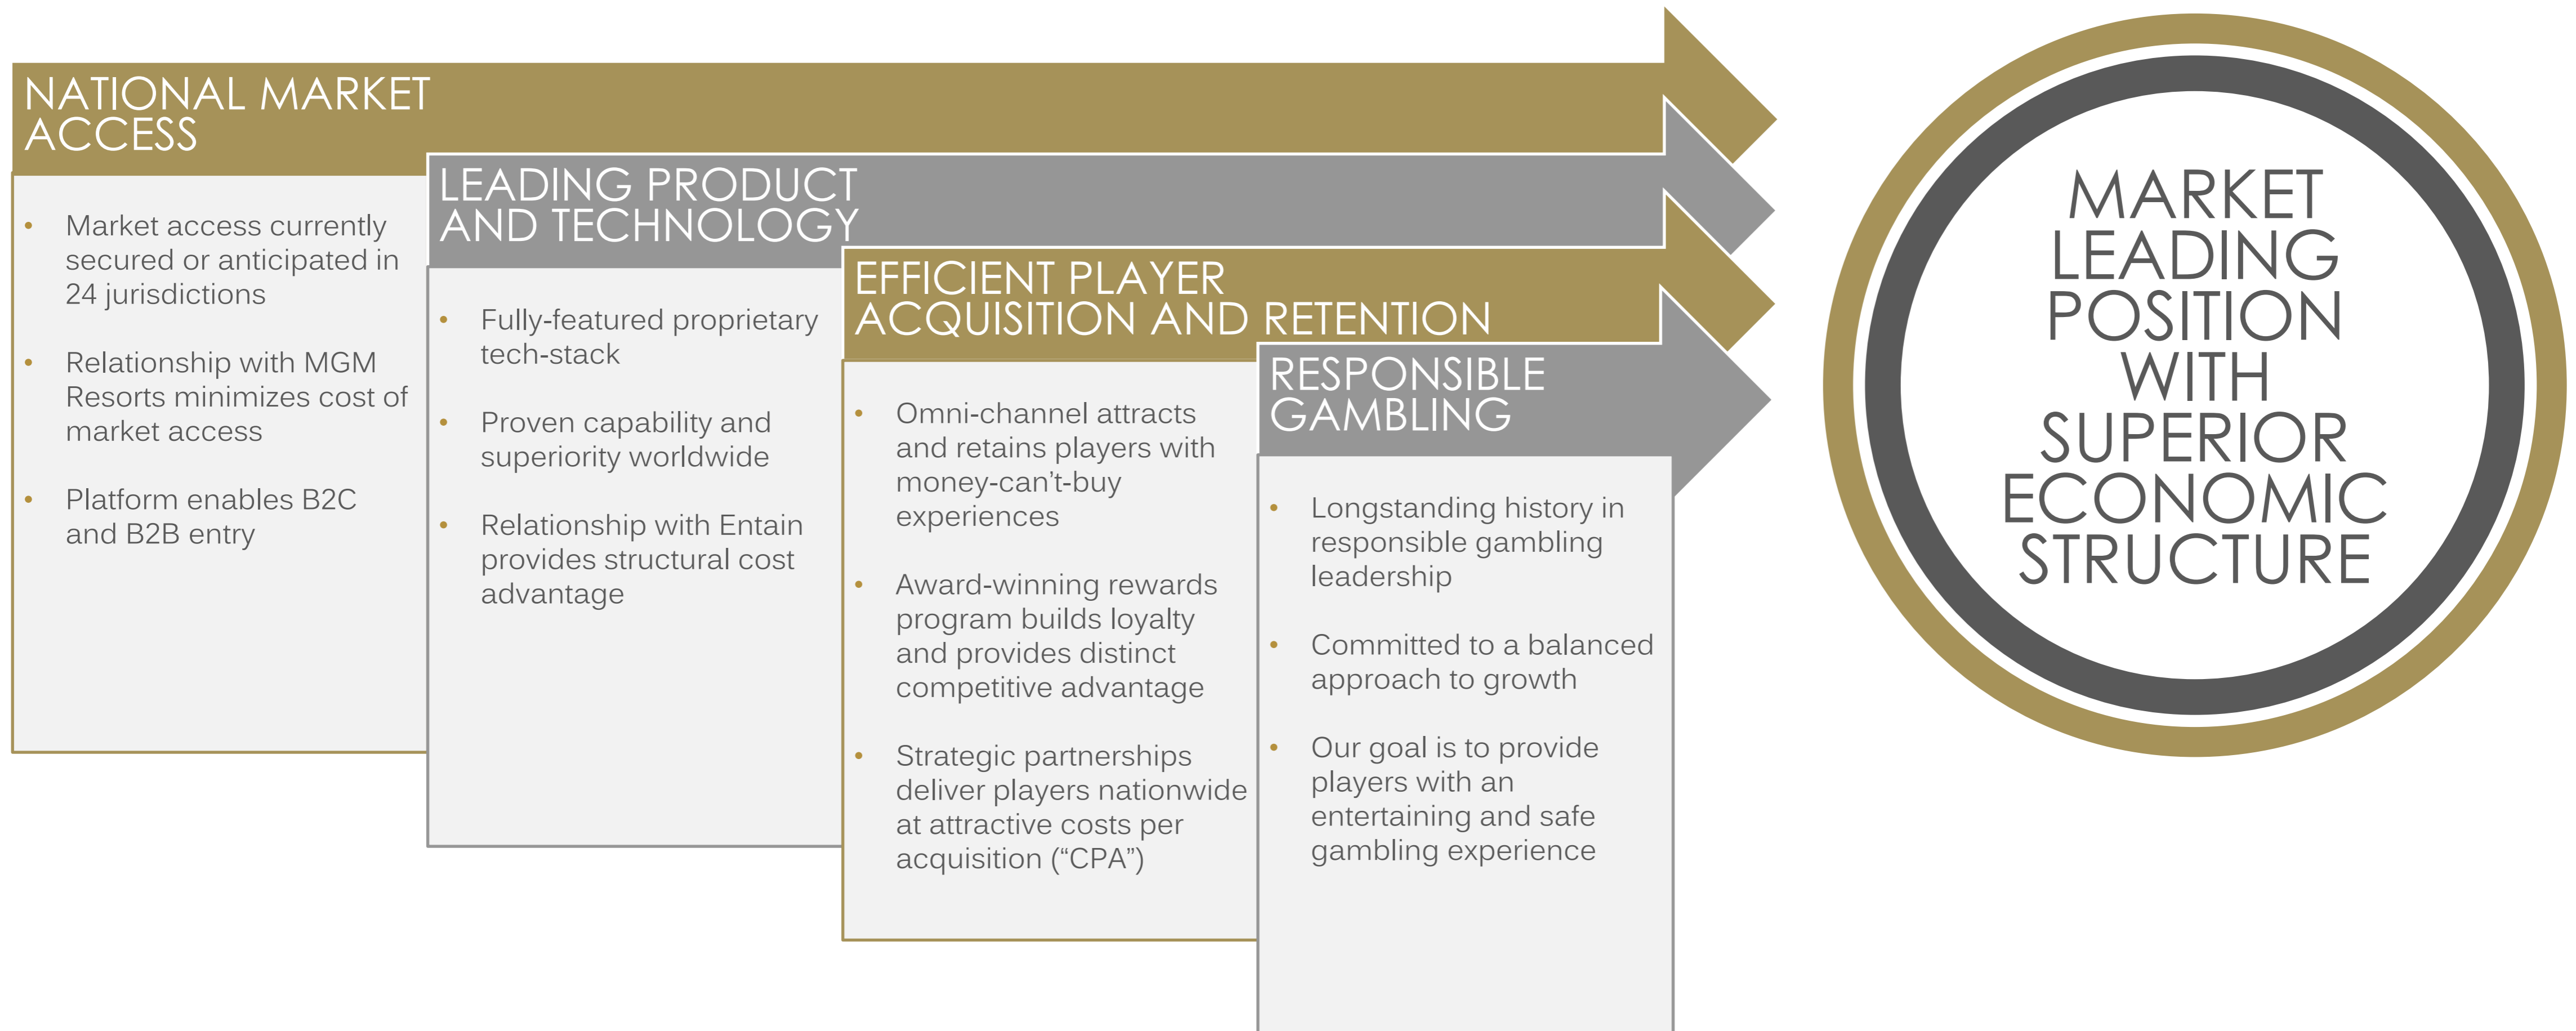 NATIONAL MARKET
ACCESS
• Market access currently
secured or anticipated in
24 jurisdictions
• Relationship with MGM
Resorts minimizes cost of
market access
• Platform enables B2C
and B2B entry
LEADING PRODUCT
AND TECHNOLOGY
• Fully-featured proprietary
tech-stack
• Proven capability and
superiority worldwide
• Relationship with Entain
provides structural cost
advantage
EFFICIENT PLAYER
ACQUISITION AND RETENTION
• Omni-channel attracts
and retains players with
money-can’t-buy
experiences
• Award-winning rewards
program builds loyalty
and provides distinct
competitive advantage
• Strategic partnerships
deliver players nationwide
at attractive costs per
acquisition (“CPA”)
RESPONSIBLE
GAMBLING
• Longstanding history in
responsible gambling
leadership
• Committed to a balanced
approach to growth
• Our goal is to provide
players with an
entertaining and safe
gambling experience
MARKET
LEADING
POSITION
WITH
SUPERIOR
ECONOMIC
STRUCTURE